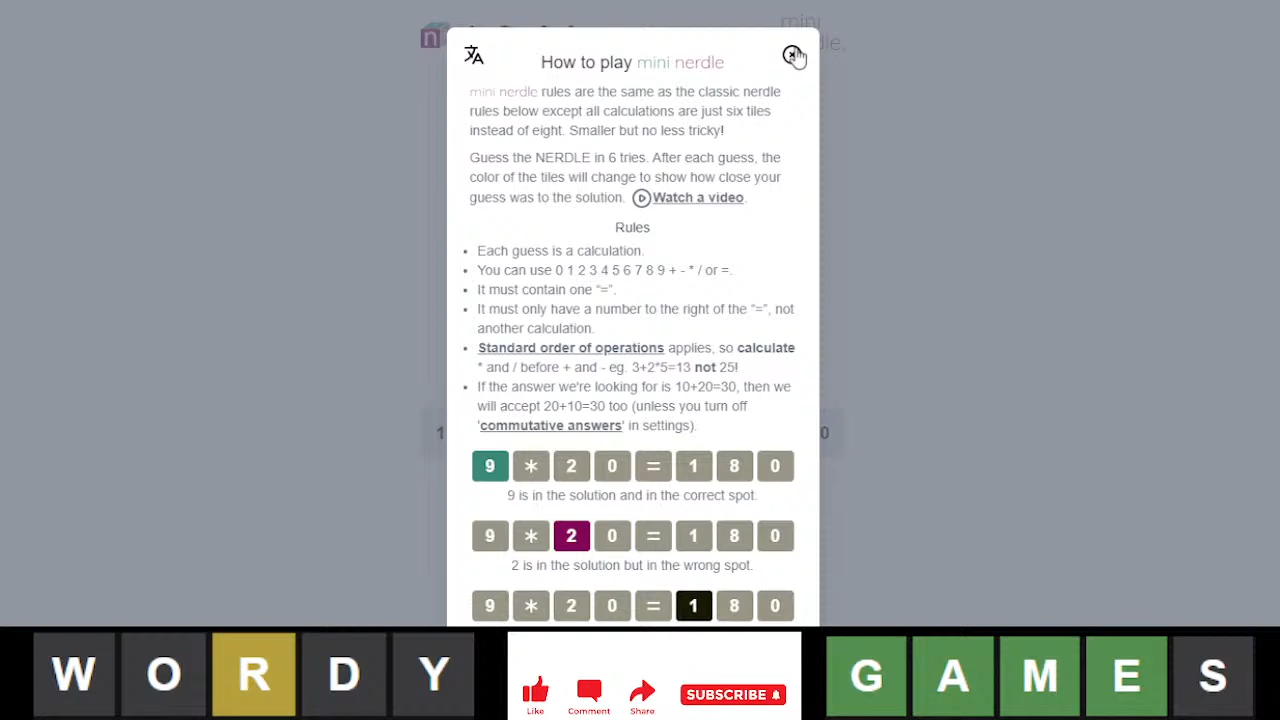 mini
n
dle.
How to play mini nerdle
mini nerdle rules are the same as the classic nerdle
rules below except all calculations are just six tiles
instead of eight. Smaller but no less tricky!
Guess the NERDLE in 6 tries. After each guess, the
color of the tiles will change to show how close your
guess was to the solution. Watch a video.
Rules
• Each guess is a calculation.
• You can use 0 1 2 3 4 5 6 7 8 9 + - * / or =.
• It must contain one “=”.
• It must only have a number to the right of the “=”, not
another calculation.
• Standard order of operations applies, so calculate
* and / before + and - eg. 3+2*5=13 not 25!
• If the answer we're looking for is 10+20=30, then we
will accept 20+10=30 too (unless you turn off
'commutative answers' in settings).
1
0
9 * 2 0 = 1 8 0
9 is in the solution and in the correct spot.
9 * 2 0 = 1 8 0
2 is in the solution but in the wrong spot.
9 * 2 0 = 1 8 0
W O R D Y
Like
Comment
Share
SUBSCRIBE
G A M E S